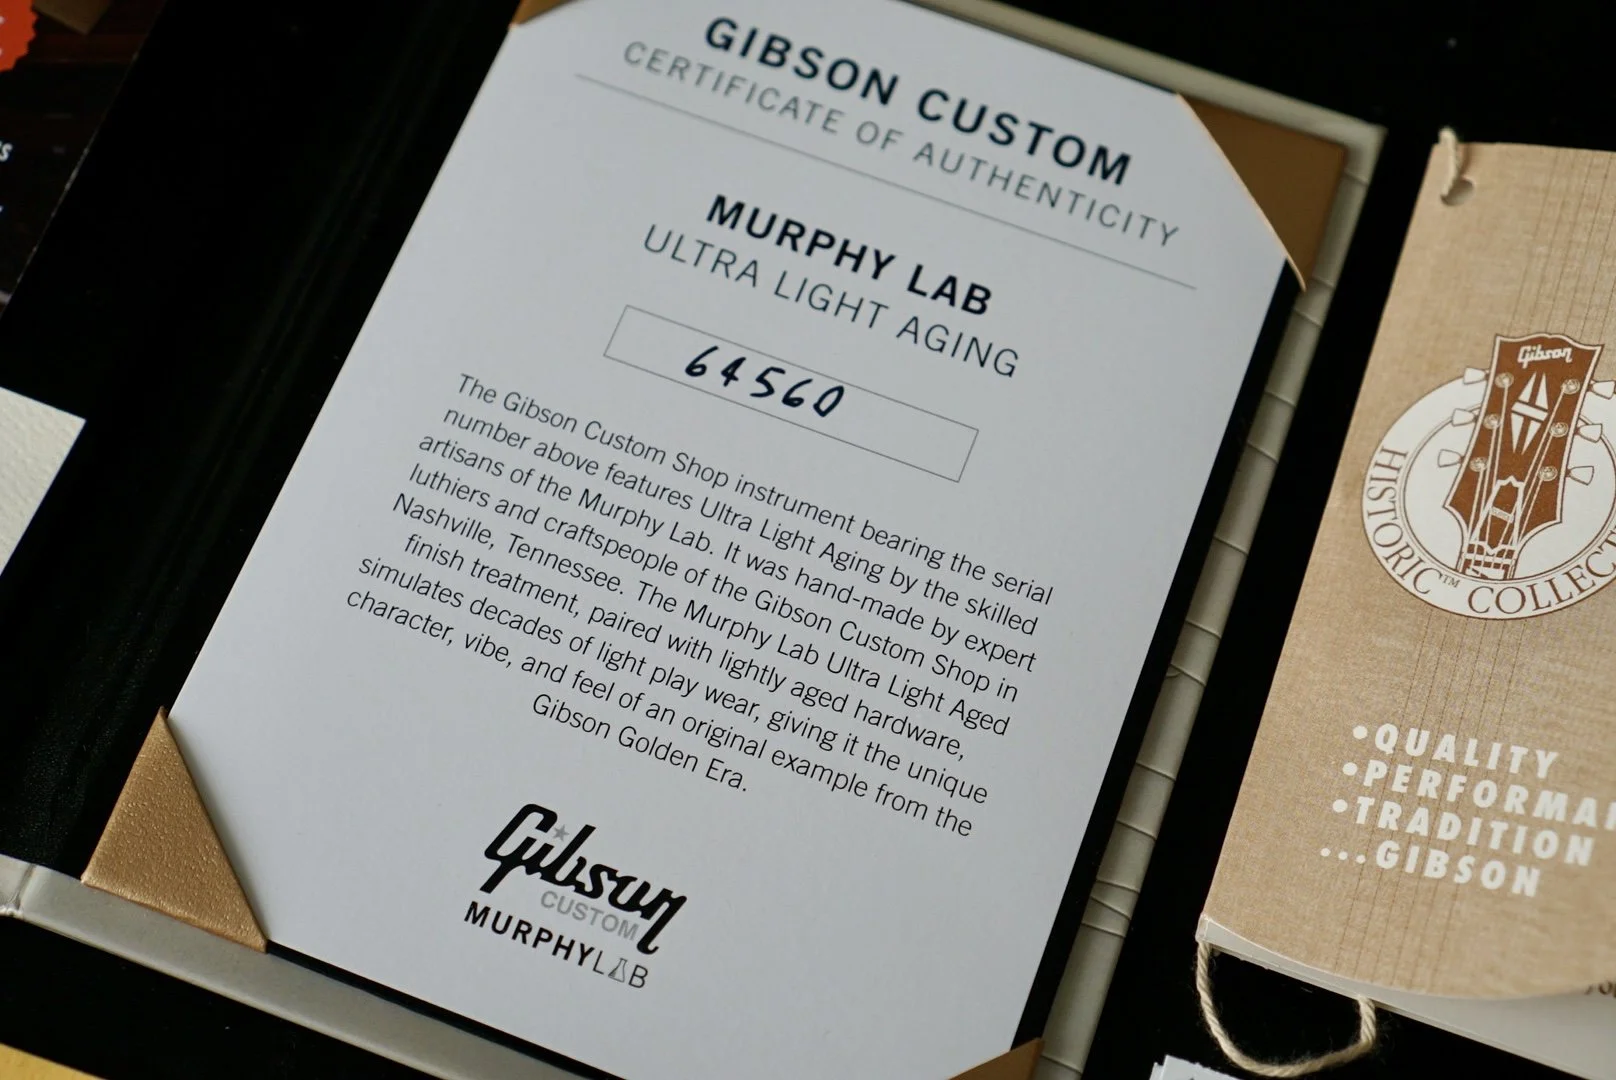 GIBSON CUSTOM
CERTIFICATE OF AUTHENTICITY
MURPHY LAB
ULTRA LIGHT AGING
64560
The Gibson Custom Shop instrument bearing the serial
number above features Ultra Light Aging by the skilled
artisans of the Murphy Lab. It was hand-made by expert
luthiers and craftspeople of the Gibson Custom Shop in
Nashville, Tennessee. The Murphy Lab Ultra Light Aged
finish treatment, paired with lightly aged hardware,
simulates decades of light play wear, giving it the unique
character, vibe, and feel of an original example from the
Gibson Golden Era.
Gibson
CUSTOM
MURPHYLAB
Gibson
HISTORIC™ COLLECT
•QUALITY
•PERFORMA
•TRADITION
...GIBSON